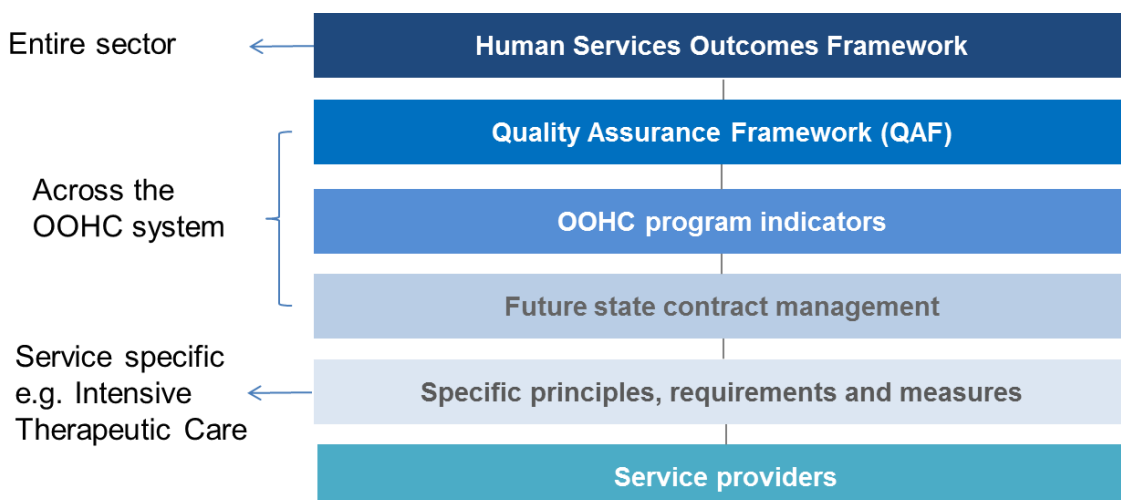 Entire sector
Human Services Outcomes Framework
Quality Assurance Framework (QAF)
Across the
OOHC system
OOHC program indicators
Future state contract management
Service specific
e.g. Intensive
Therapeutic Care
Specific principles, requirements and measures
Service providers